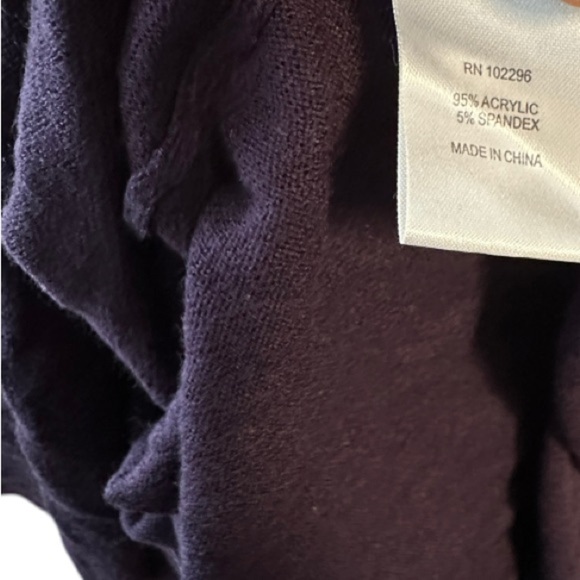 RN 102296
95% ACRYLIC
5% SPANDEX
MADE IN CHINA